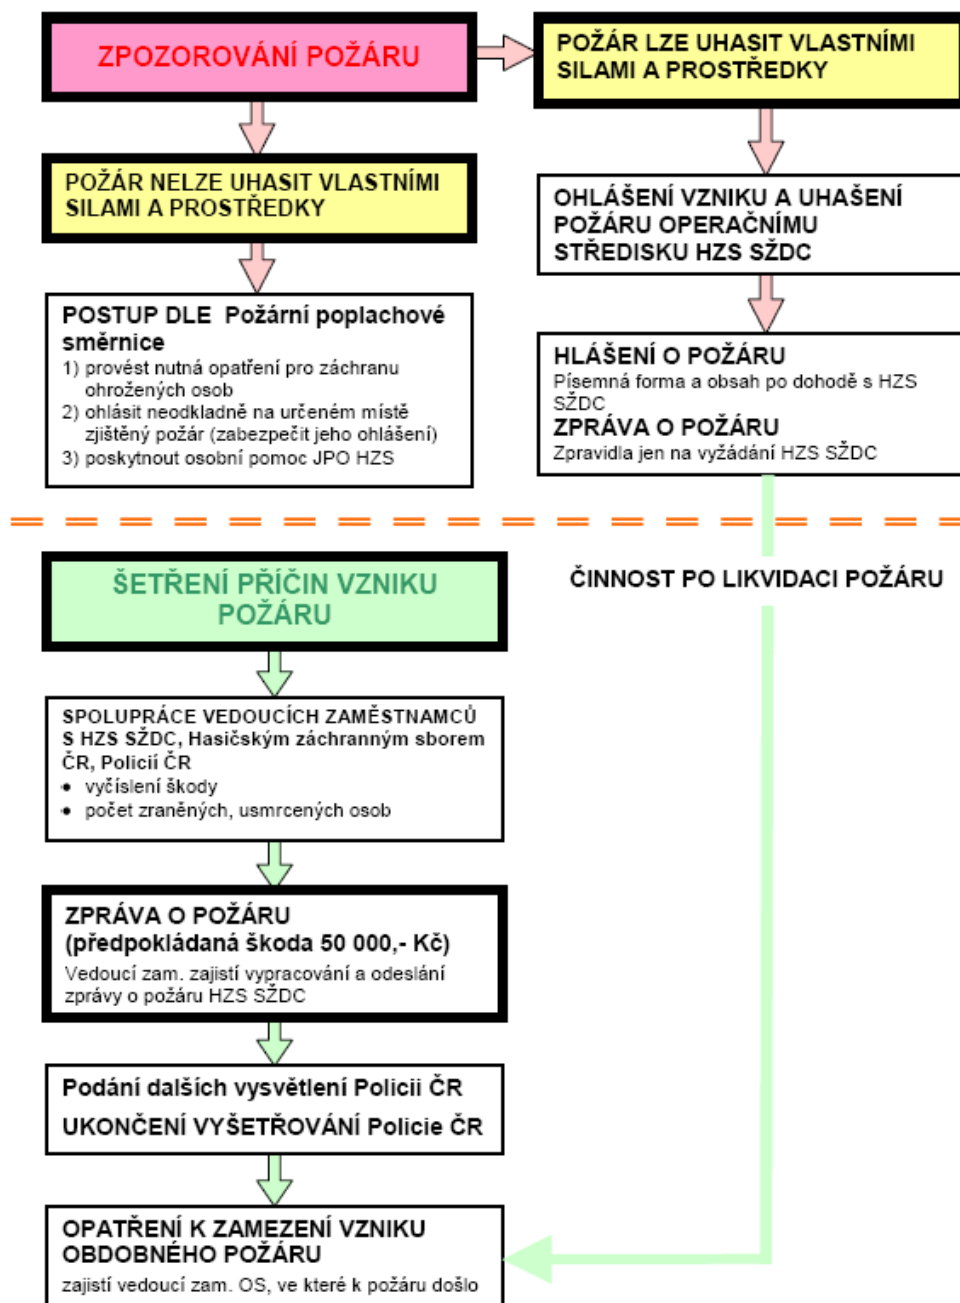 ZPOZOROVÁNÍ POŽÁRU
POŽÁR LZE UHASIT VLASTNÍMI
SILAMI A PROSTŘEDKY
POŽÁR NELZE UHASIT VLASTNÍMI
SILAMI A PROSTŘEDKY
OHLÁŠENÍ VZNIKU A UHAŠENÍ
POŽÁRU OPERAČNÍMU
STŘEDISKU HZS SŽDC
POSTUP DLE Požární poplachové
směrnice
1) provést nutná opatření pro záchranu
ohrožených osob
2) ohlásit neodkladně na určeném místě
zjištěný požár (zabezpečit jeho ohlášení)
3) poskytnout osobní pomoc JPO HZS
HLÁŠENÍ O POŽÁRU
Písemná forma a obsah po dohodě s HZS
SŽDC
ZPRÁVA O POŽÁRU
Zpravidla jen na vyžádání HZS SŽDC
ŠETŘENÍ PŘÍČIN VZNIKU
POŽÁRU
ČINNOST PO LIKVIDACI POŽÁRU
SPOLUPRÁCE VEDOUCÍCH ZAMĚSTNAMCŮ
S HZS SŽDC, Hasičským záchranným sborem
ČR, Policií ČR
• vyčíslení škody
• počet zraněných, usmrcených osob
ZPRÁVA O POŽÁRU
(předpokládaná škoda 50 000,- Kč)
Vedoucí zam. zajistí vypracování a odeslání
zprávy o požáru HZS SŽDC
Podání dalších vysvětlení Policii ČR
UKONČENÍ VYŠETŘOVÁNÍ Policie ČR
OPATŘENÍ K ZAMEZENÍ VZNIKU
OBDOBNÉHO POŽÁRU
zajistí vedoucí zam. OS, ve které k požáru došlo